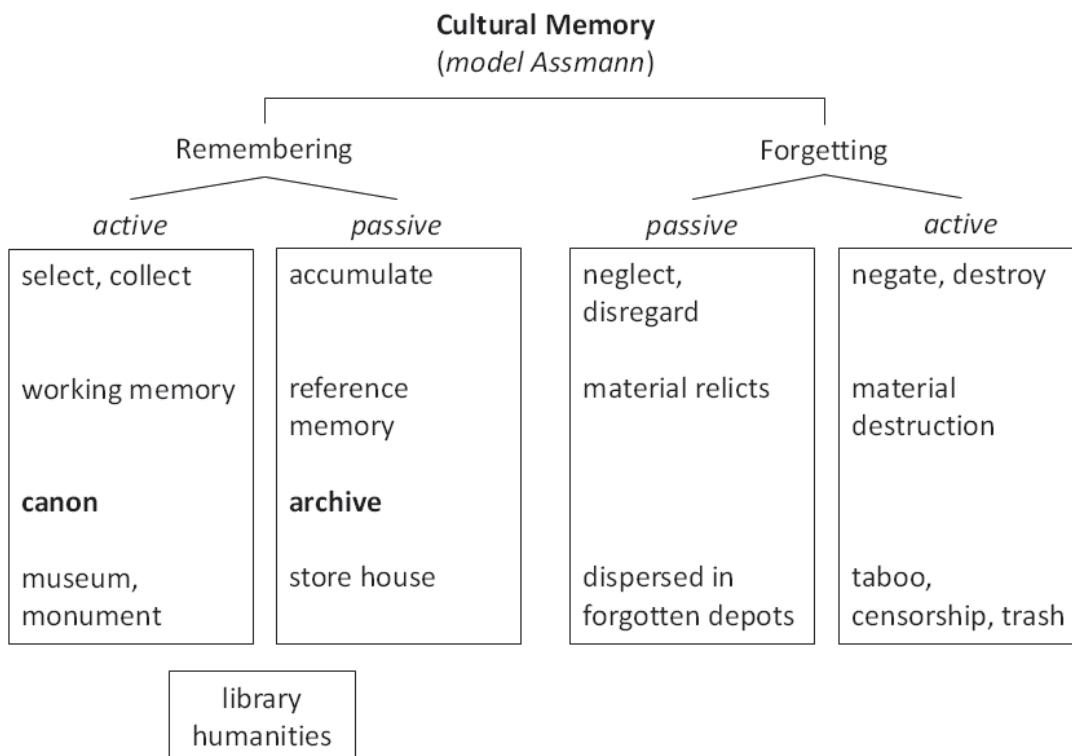 Cultural Memory
(model Assmann)
Remembering
Forgetting
active
passive
passive
active
select, collect
working memory
canon
museum,
monument
accumulate
reference
memory
archive
store house
neglect,
disregard
material relicts
dispersed in
forgotten depots
negate, destroy
material
destruction
taboo,
censorship, trash
library
humanities